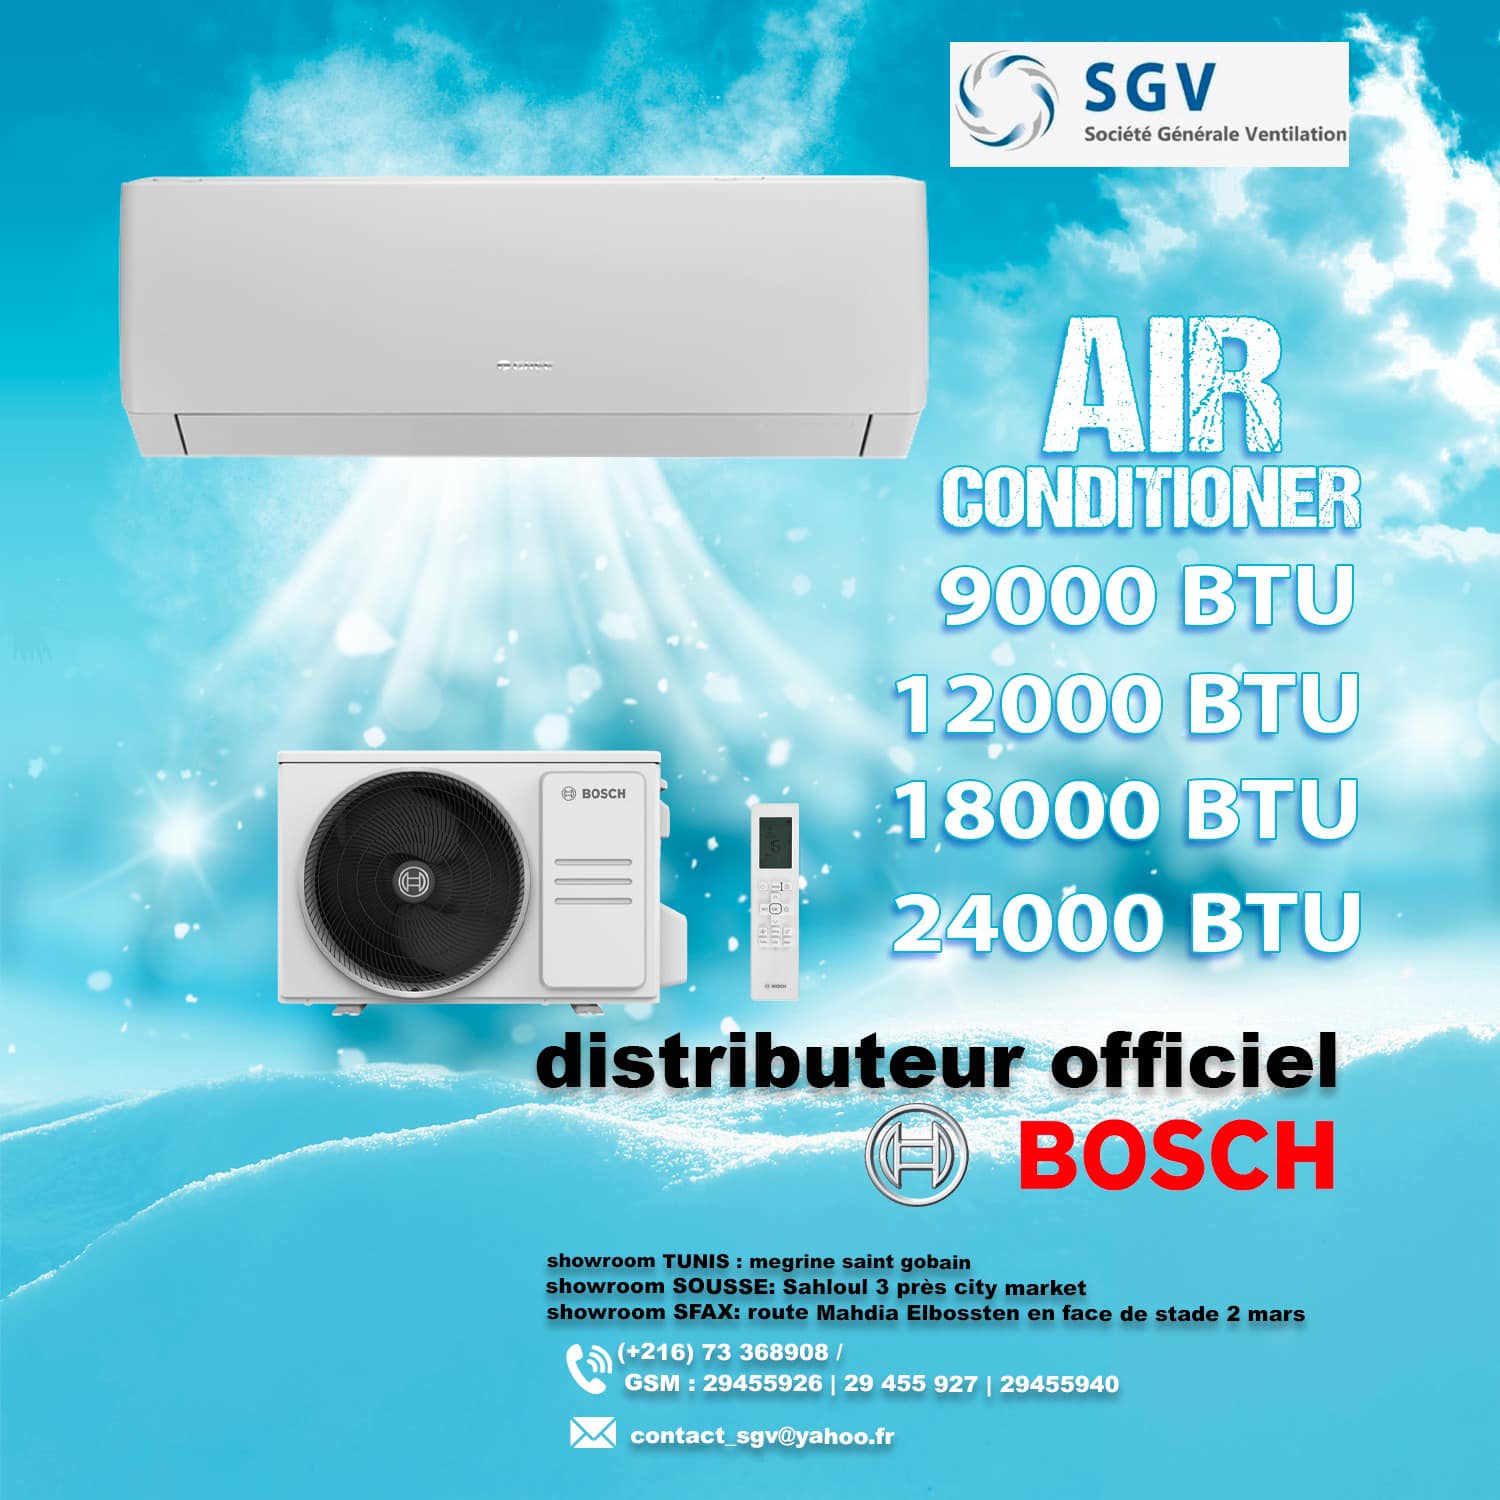 SGV
Société Générale Ventilation
AIR
CONDITIONER
9000 BTU
12000 BTU
18000 BTU
24000 BTU
BOSCH
BOSCH
distributeur officiel
BOSCH
showroom TUNIS : megrine saint gobain
showroom SOUSSE: Sahloul 3 près city market
showroom SFAX: route Mahdia Elbossten en face de stade 2 mars
(+216) 73 368908 /
GSM : 29455926 | 29 455 927 | 29455940
contact_sgv@yahoo.fr